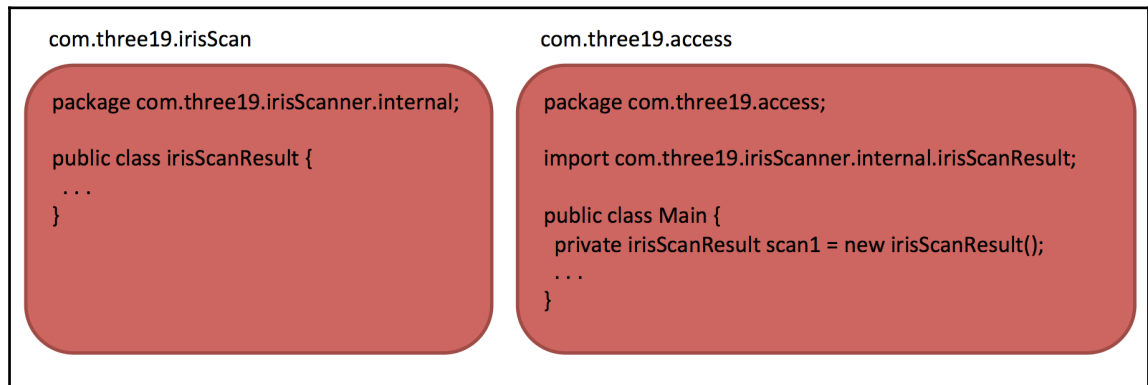 com.three19.irisScan
package com.three19.irisScanner.internal;
public class irisScanResult {
. . .
}
com.three19.access
package com.three19.access;
import com.three19.irisScanner.internal.irisScanResult;
public class Main {
private irisScanResult scan1 = new irisScanResult();
. . .
}